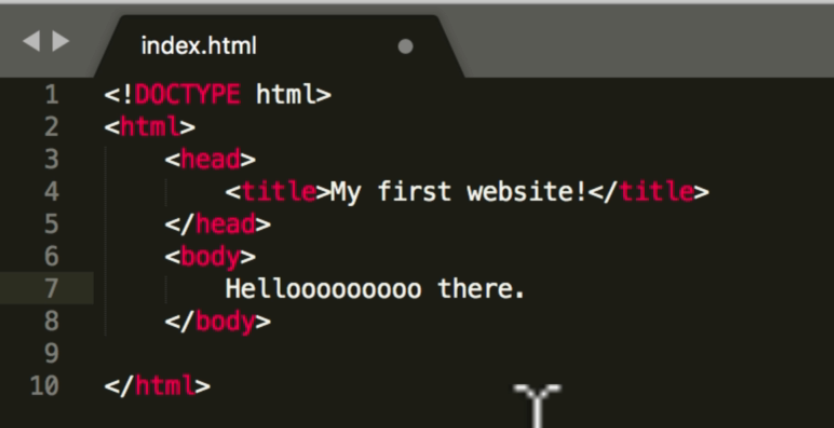 index.html
1 <!DOCTYPE html>
2 <html>
3     <head>
4         <title>My first website!</title>
5     </head>
6     <body>
7         Hellooooooooo there.
8     </body>
9
10 </html>